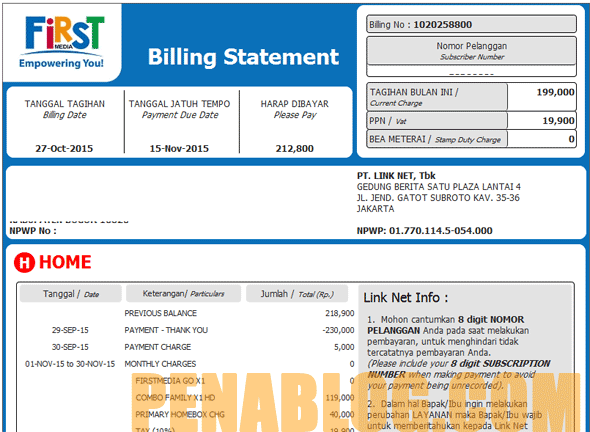 FiRST
MEDIA
Empowering You!
Billing Statement
Billing No : 1020258800
Nomor Pelanggan
Subscriber Number
TANGGAL TAGIHAN TANGGAL JATUH TEMPO HARAP DIBAYAR
Billing Date Payment Due Date Please Pay
27-Oct-2015 15-Nov-2015 212,800
TAGIHAN BULAN INI / 199,000
Current Charge
PPN / Vat 19,900
BEA METERAI / Stamp Duty Charge 0
NPWP No :
PT. LINK NET, Tbk
GEDUNG BERITA SATU PLAZA LANTAI 4
JL. JEND. GATOT SUBROTO KAV. 35-36
JAKARTA
NPWP: 01.770.114.5-054.000
H HOME
Tanggal / Date Keterangan/ Particulars Jumlah / Total (Rp.)
PREVIOUS BALANCE 218,900
29-SEP-15 PAYMENT - THANK YOU -230,000
30-SEP-15 PAYMENT CHARGE 5,000
01-NOV-15 to 30-NOV-15 MONTHLY CHARGES 0
FIRSTMEDIA GO X1 0
COMBO FAMILY X1 HD 119,000
PRIMARY HOMEBOX CHG 40,000
TAX (10%) 19,900
Link Net Info :
1. Mohon cantumkan 8 digit NOMOR
PELANGGAN Anda pada saat melakukan
pembayaran, untuk menghindari tidak
tercatatnya pembayaran Anda.
(Please include your 8 digit SUBSCRIPTION
NUMBER when making payment to avoid
your payment being unrecorded).
2. Dalam hal Bapak/Ibu ingin melakukan
perubahan LAYANAN maka Bapak/Ibu wajib
untuk memberitahukan kepada Link Net